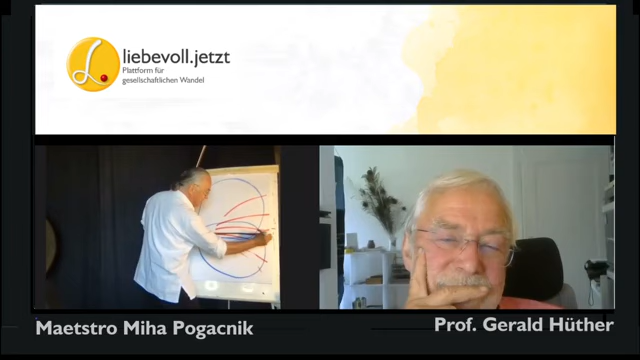 liebevoll.jetzt
Plattform für
gesellschaftlichen Wandel
Maetstro Miha Pogacnik
Prof. Gerald Hüther